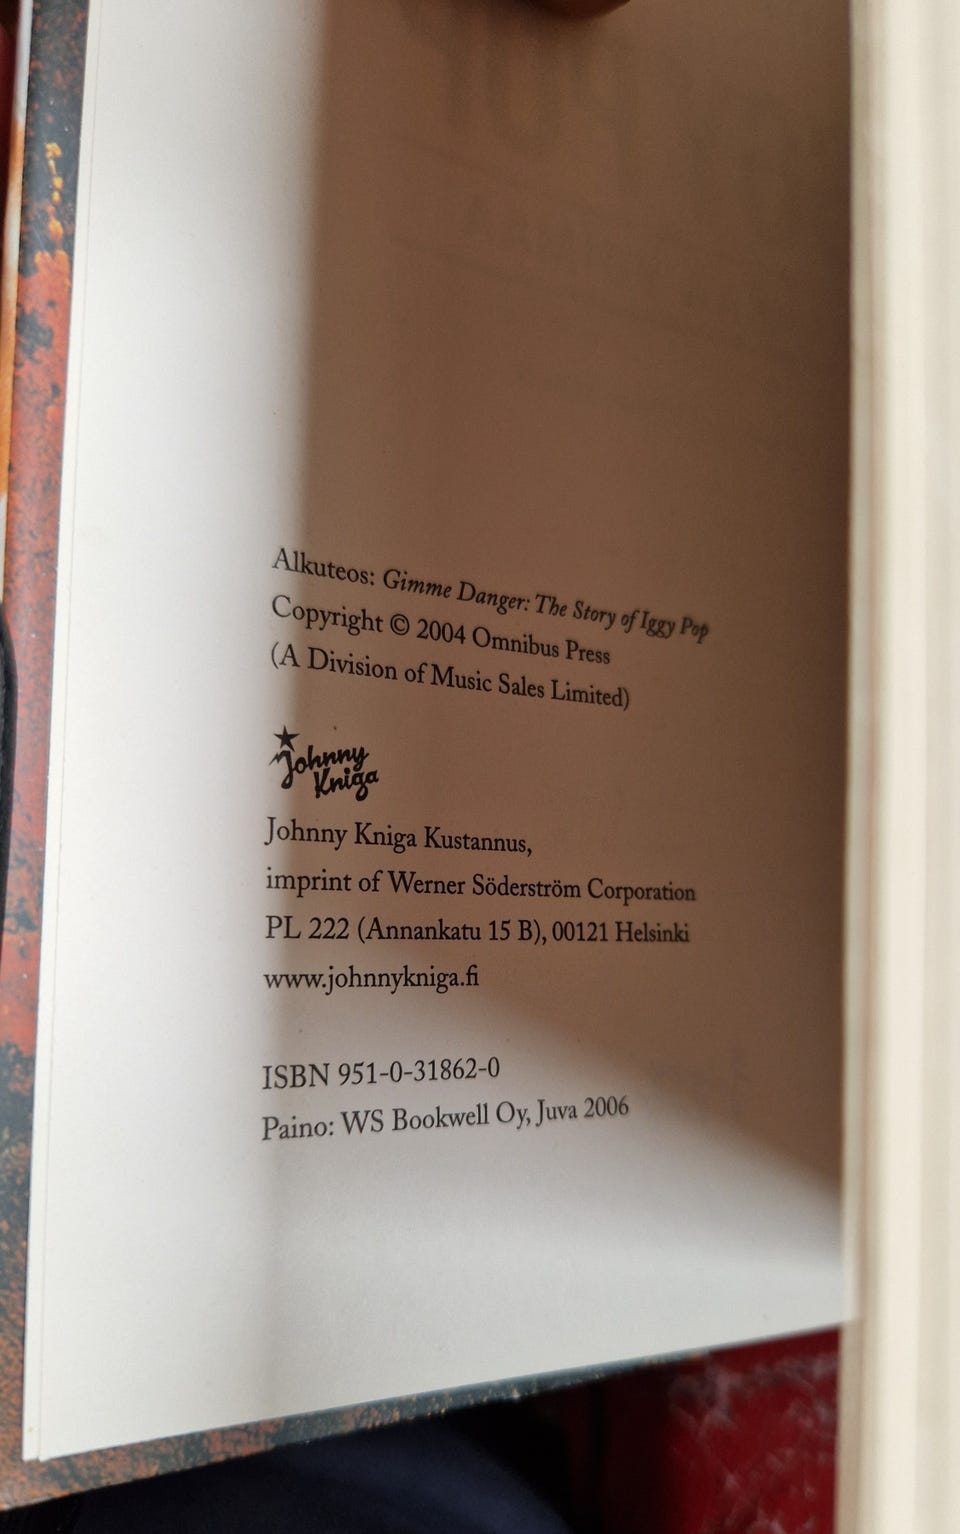 Alkuteos: Gimme Danger: The Story of Iggy Pop
Copyright © 2004 Omnibus Press
(A Division of Music Sales Limited)
Johnny
Kniga
Johnny Kniga Kustannus,
imprint of Werner Söderström Corporation
PL 222 (Annankatu 15 B), 00121 Helsinki
www.johnnykniga.fi
ISBN 951-0-31862-0
Paino: WS Bookwell Oy, Juva 2006